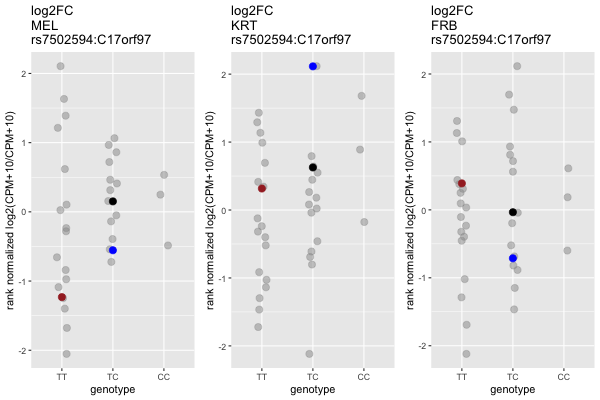 log2FC
MEL
rs7502594:C17orf97
rank normalized log2(CPM+10/CPM+10)
2
1
0
-1
-2
TT
TC
CC
genotype
log2FC
KRT
rs7502594:C17orf97
rank normalized log2(CPM+10/CPM+10)
2
1
0
-1
-2
TT
TC
CC
genotype
log2FC
FRB
rs7502594:C17orf97
rank normalized log2(CPM+10/CPM+10)
2
1
0
-1
-2
TT
TC
CC
genotype